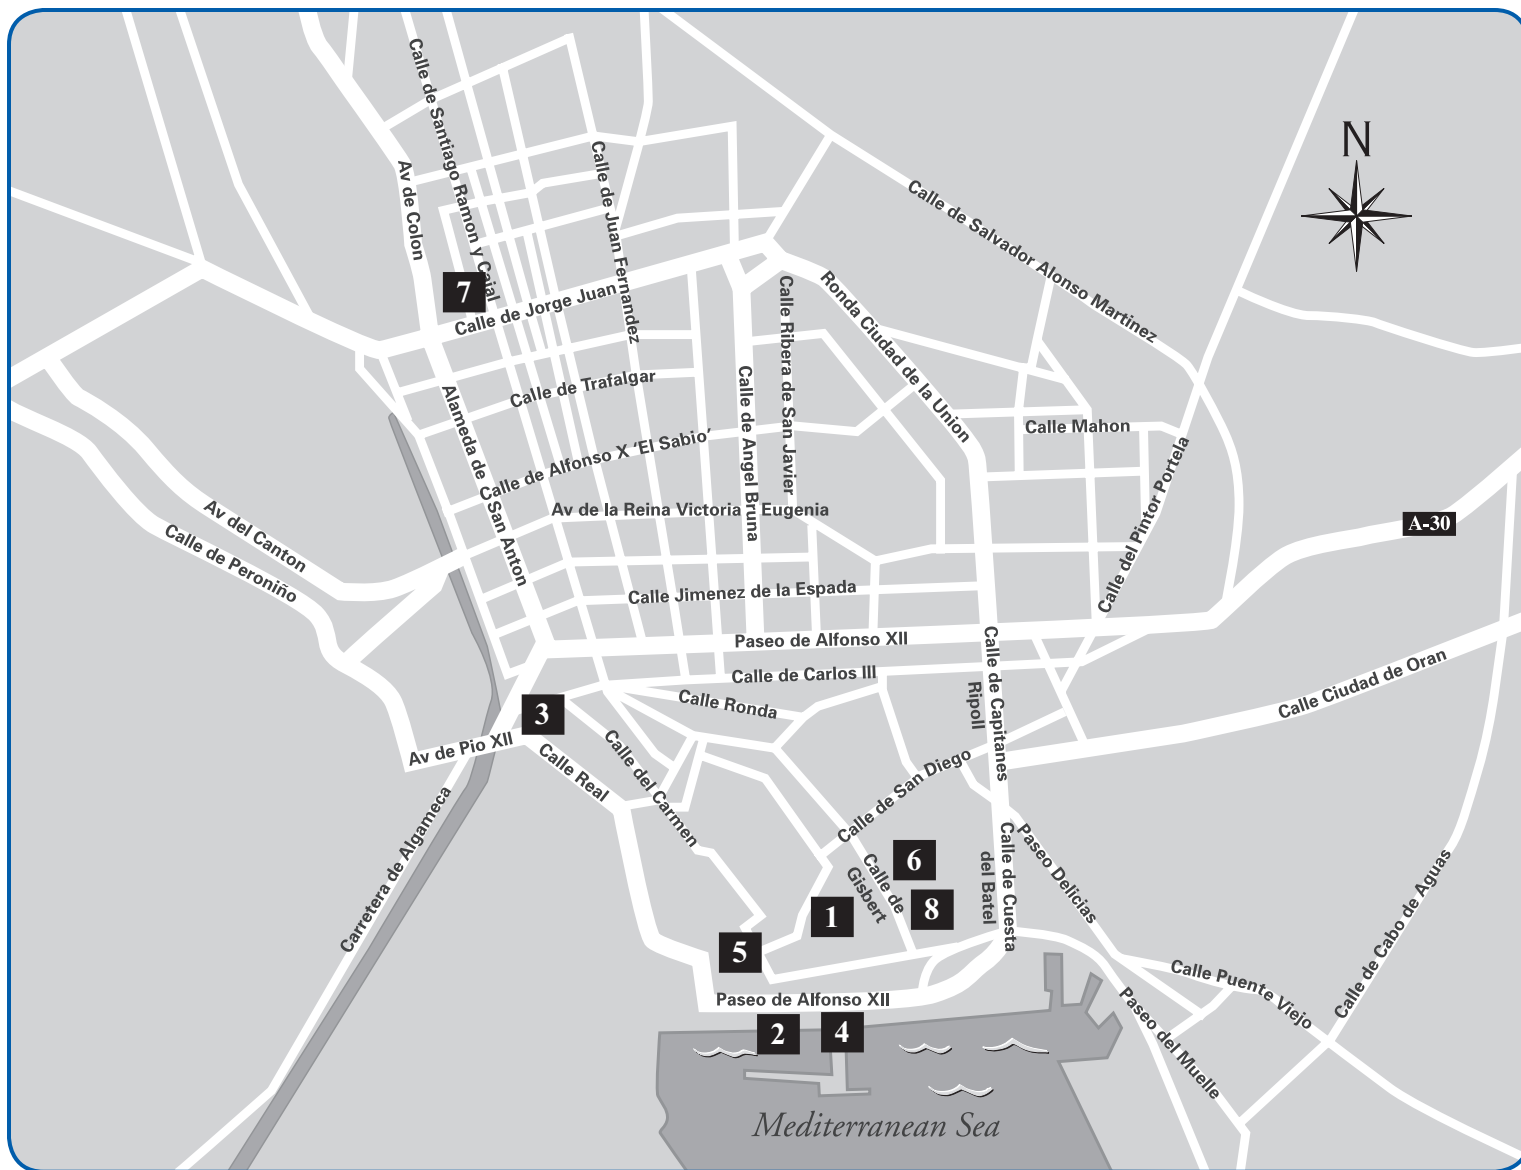 N
Calle de Santiago Ramon y Cajal
Av de Colon
Calle de Juan Fernandez
Calle de Salvador Alonso Martinez
7
Calle de Jorge Juan
Calle Ribera de San Javier
Ronda Ciudad de la Union
Calle de Trafalgar
Alameda de San Anton
Calle de Angel Bruna
Calle Mahon
Calle de Alfonso X ‘El Sabio’
Calle del Pintor Portela
Av de la Reina Victoria Eugenia
A-30
Av del Canton
Calle de Peroniño
Calle Jimenez de la Espada
Paseo de Alfonso XII
Calle de Carlos III
Calle de Capitanes
Ripoll
Calle Ciudad de Oran
Calle Ronda
3
Av de Pio XII
Calle Real
Calle del Carmen
Calle de San Diego
Carretera de Algameca
6
Calle de
Gisbert
Calle de Cuesta
del Batel
Paseo Delicias
8
1
5
Calle de Cabo de Aguas
Calle Puente Viejo
Paseo de Alfonso XII
Paseo del Muelle
2
4
Mediterranean Sea